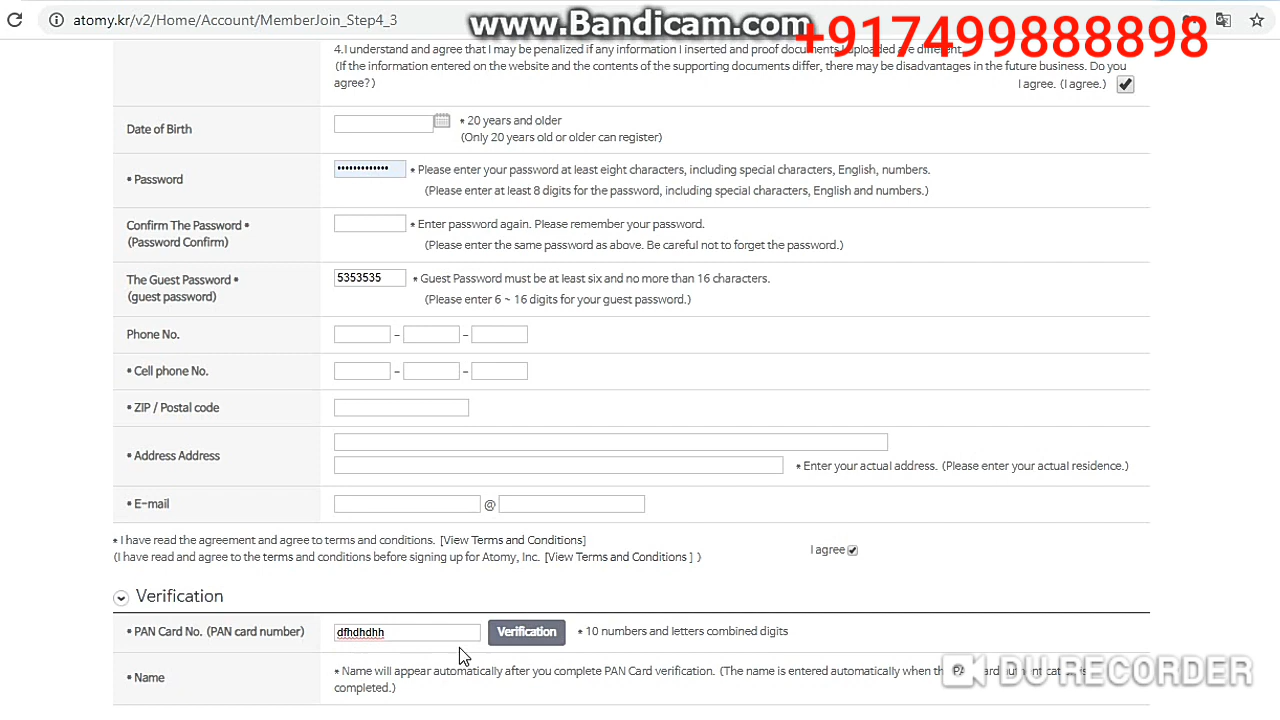 atomy.kr/v2/Home/Account/MemberJoin_Step4_3
www.Bandicam.com
+917499888898
4.I understand and agree that I may be penalized if any information I inserted and proof documents I uploaded are different.
(If the information entered on the website and the contents of the supporting documents differ, there may be disadvantages in the future business. Do you
agree?)
I agree. (I agree.)
Date of Birth
* 20 years and older
(Only 20 years old or older can register)
• Password
•••••••••••••
* Please enter your password at least eight characters, including special characters, English, numbers.
(Please enter at least 8 digits for the password, including special characters, English and numbers.)
Confirm The Password •
(Password Confirm)
* Enter password again. Please remember your password.
(Please enter the same password as above. Be careful not to forget the password.)
The Guest Password •
(guest password)
5353535
* Guest Password must be at least six and no more than 16 characters.
(Please enter 6 ~ 16 digits for your guest password.)
Phone No.
– –
• Cell phone No.
– –
• ZIP / Postal code
• Address Address
* Enter your actual address. (Please enter your actual residence.)
• E-mail
@
* I have read the agreement and agree to terms and conditions. [View Terms and Conditions]
(I have read and agree to the terms and conditions before signing up for Atomy, Inc. [View Terms and Conditions ] )
I agree
Verification
• PAN Card No. (PAN card number)
dfhdhdhh
Verification
* 10 numbers and letters combined digits
• Name
* Name will appear automatically after you complete PAN Card verification. (The name is entered automatically when the
completed.)
DU RECORDER